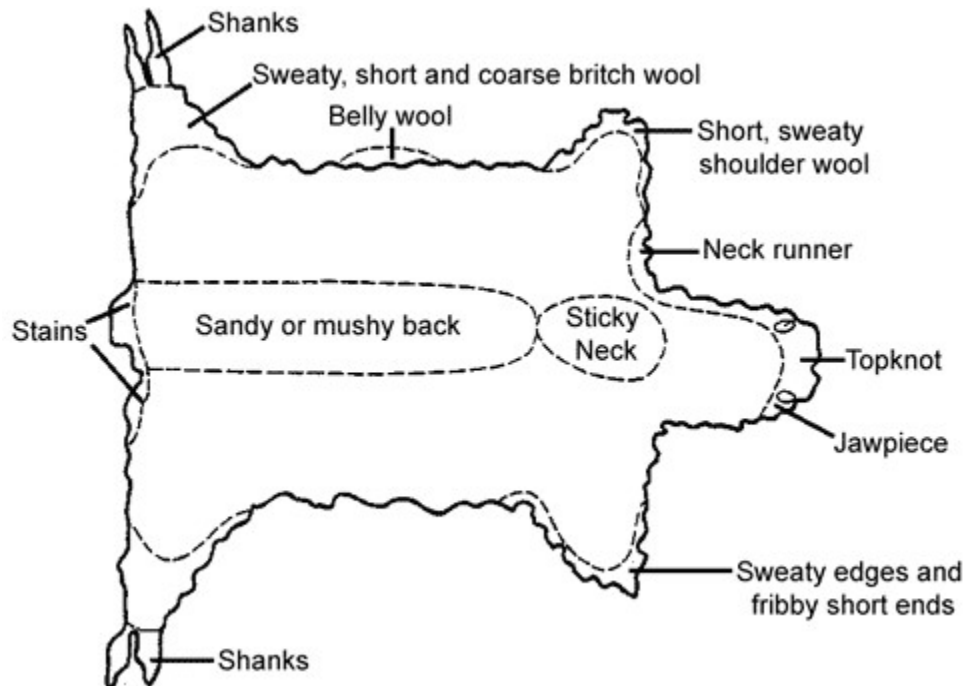 Shanks
Sweaty, short and coarse britch wool
Belly wool
Short, sweaty
shoulder wool
Neck runner
Stains
Sandy or mushy back
Sticky
Neck
Topknot
Jawpiece
Sweaty edges and
fribby short ends
Shanks